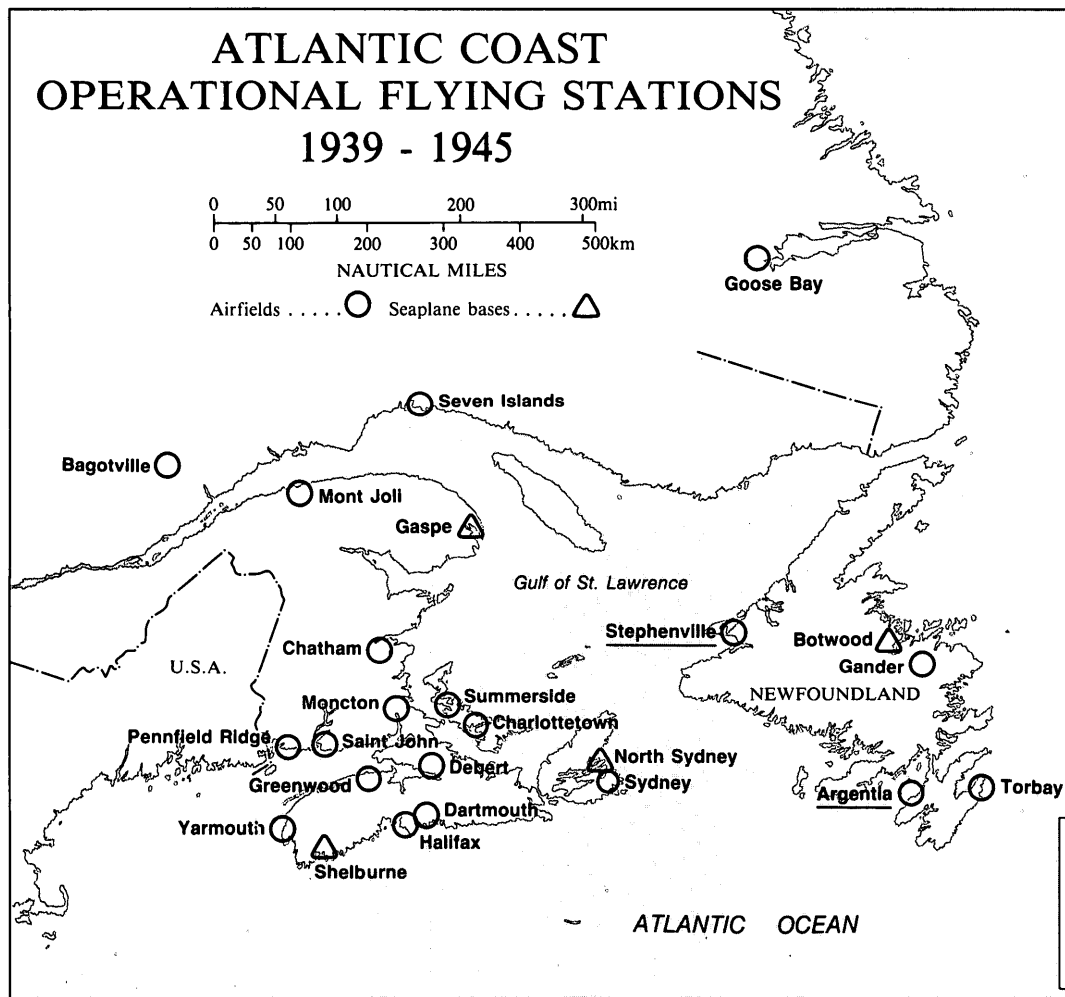 ATLANTIC COAST
OPERATIONAL FLYING STATIONS
1939 - 1945
0 50 100 200 300mi
0 50 100 200 300 400 500km
NAUTICAL MILES
Airfields . . . . . Seaplane bases . . . . .
Goose Bay
Seven Islands
Bagotville
Mont Joli
Gaspe
Gulf of St. Lawrence
Stephenville
Botwood
Gander
Chatham
U.S.A.
NEWFOUNDLAND
Summerside
Moncton
Charlottetown
Pennfield Ridge
Saint John
North Sydney
Debert
Greenwood
Sydney
Argentia
Torbay
Dartmouth
Yarmouth
Halifax
Shelburne
ATLANTIC OCEAN